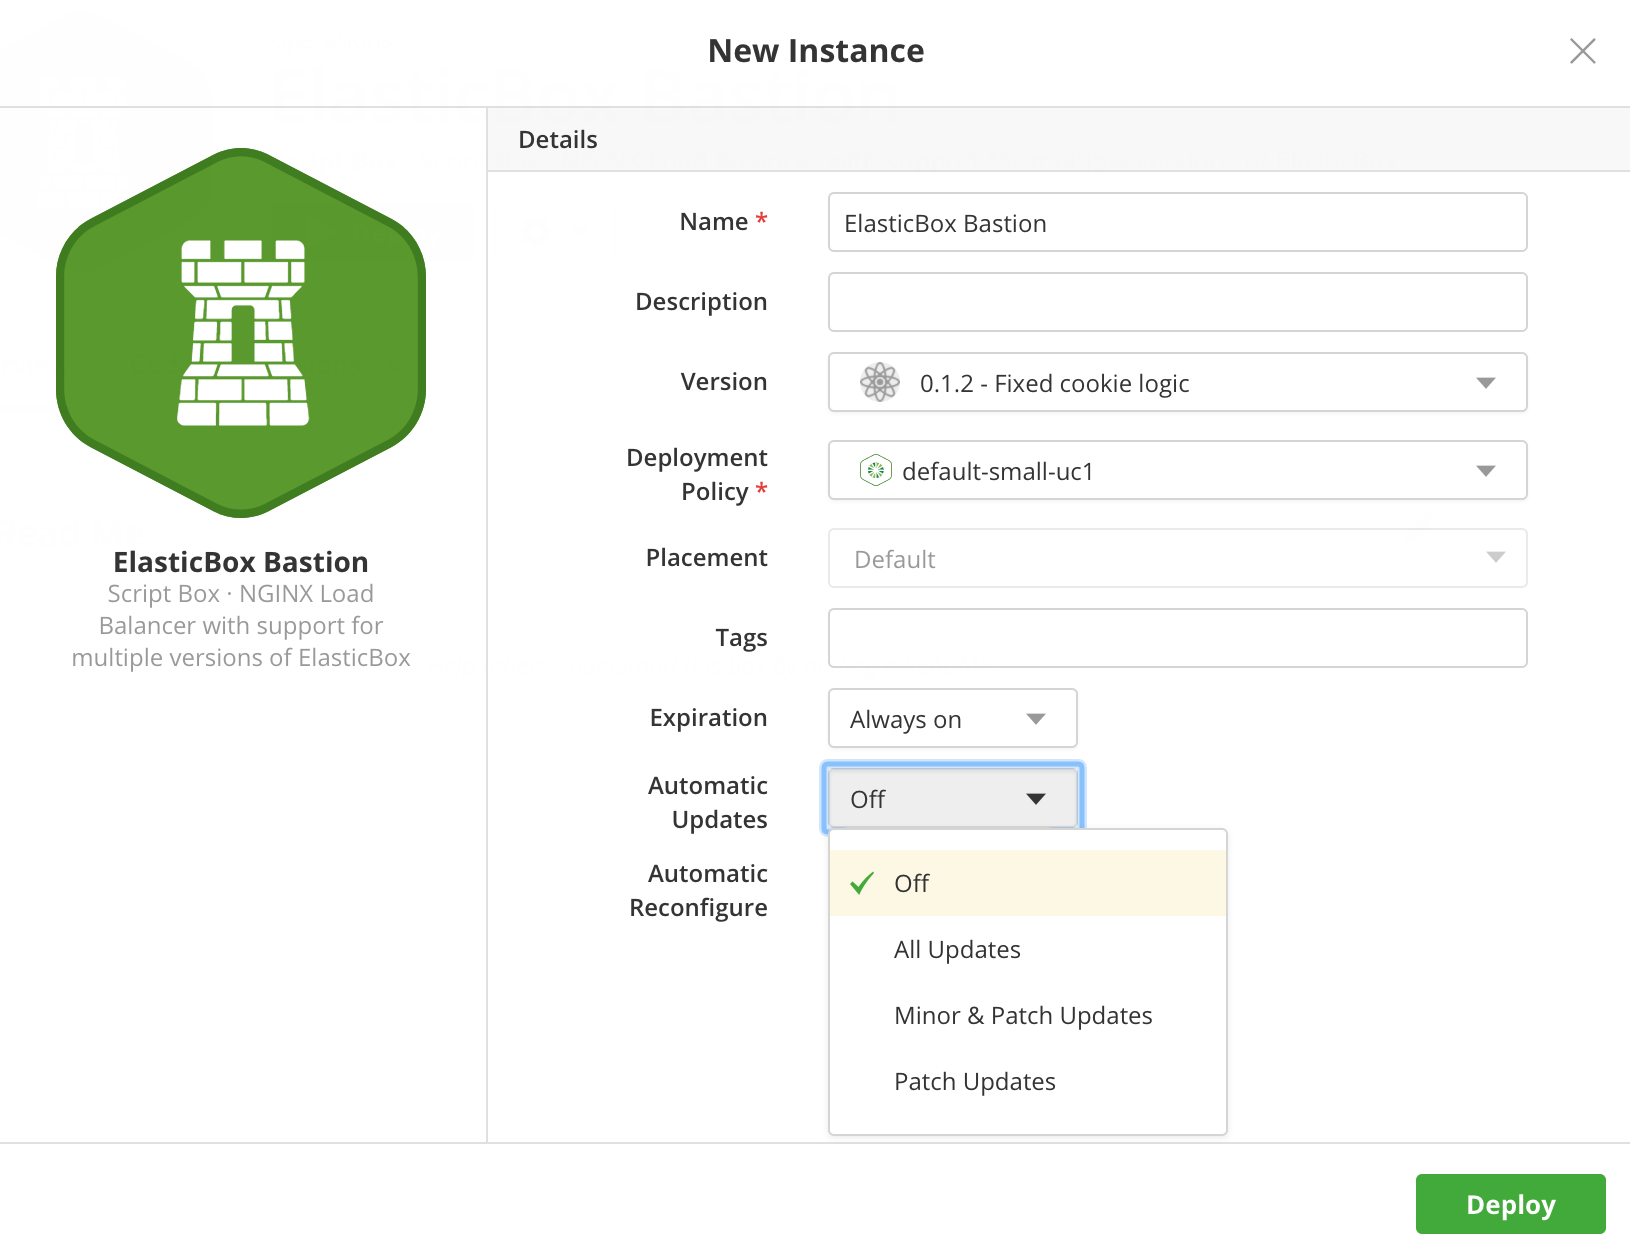 New Instance
Details
Name *
ElasticBox Bastion
Description
Version
0.1.2 - Fixed cookie logic
Deployment
Policy *
default-small-uc1
Placement
Default
Tags
Expiration
Always on
Automatic
Updates
Off
Automatic
Reconfigure
Off
All Updates
Minor & Patch Updates
Patch Updates
ElasticBox Bastion
Script Box · NGINX Load
Balancer with support for
multiple versions of ElasticBox
Deploy